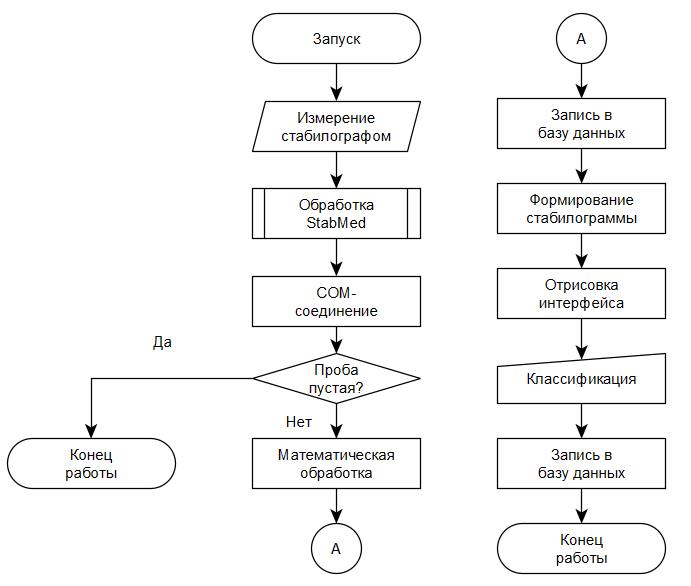 Запуск
Измерение
стабилографом
Обработка
StabMed
COM-
соединение
Проба
пустая?
Да
Нет
Конец
работы
Математическая
обработка
А
А
Запись в
базу данных
Формирование
стабилограммы
Отрисовка
интерфейса
Классификация
Запись в
базу данных
Конец
работы